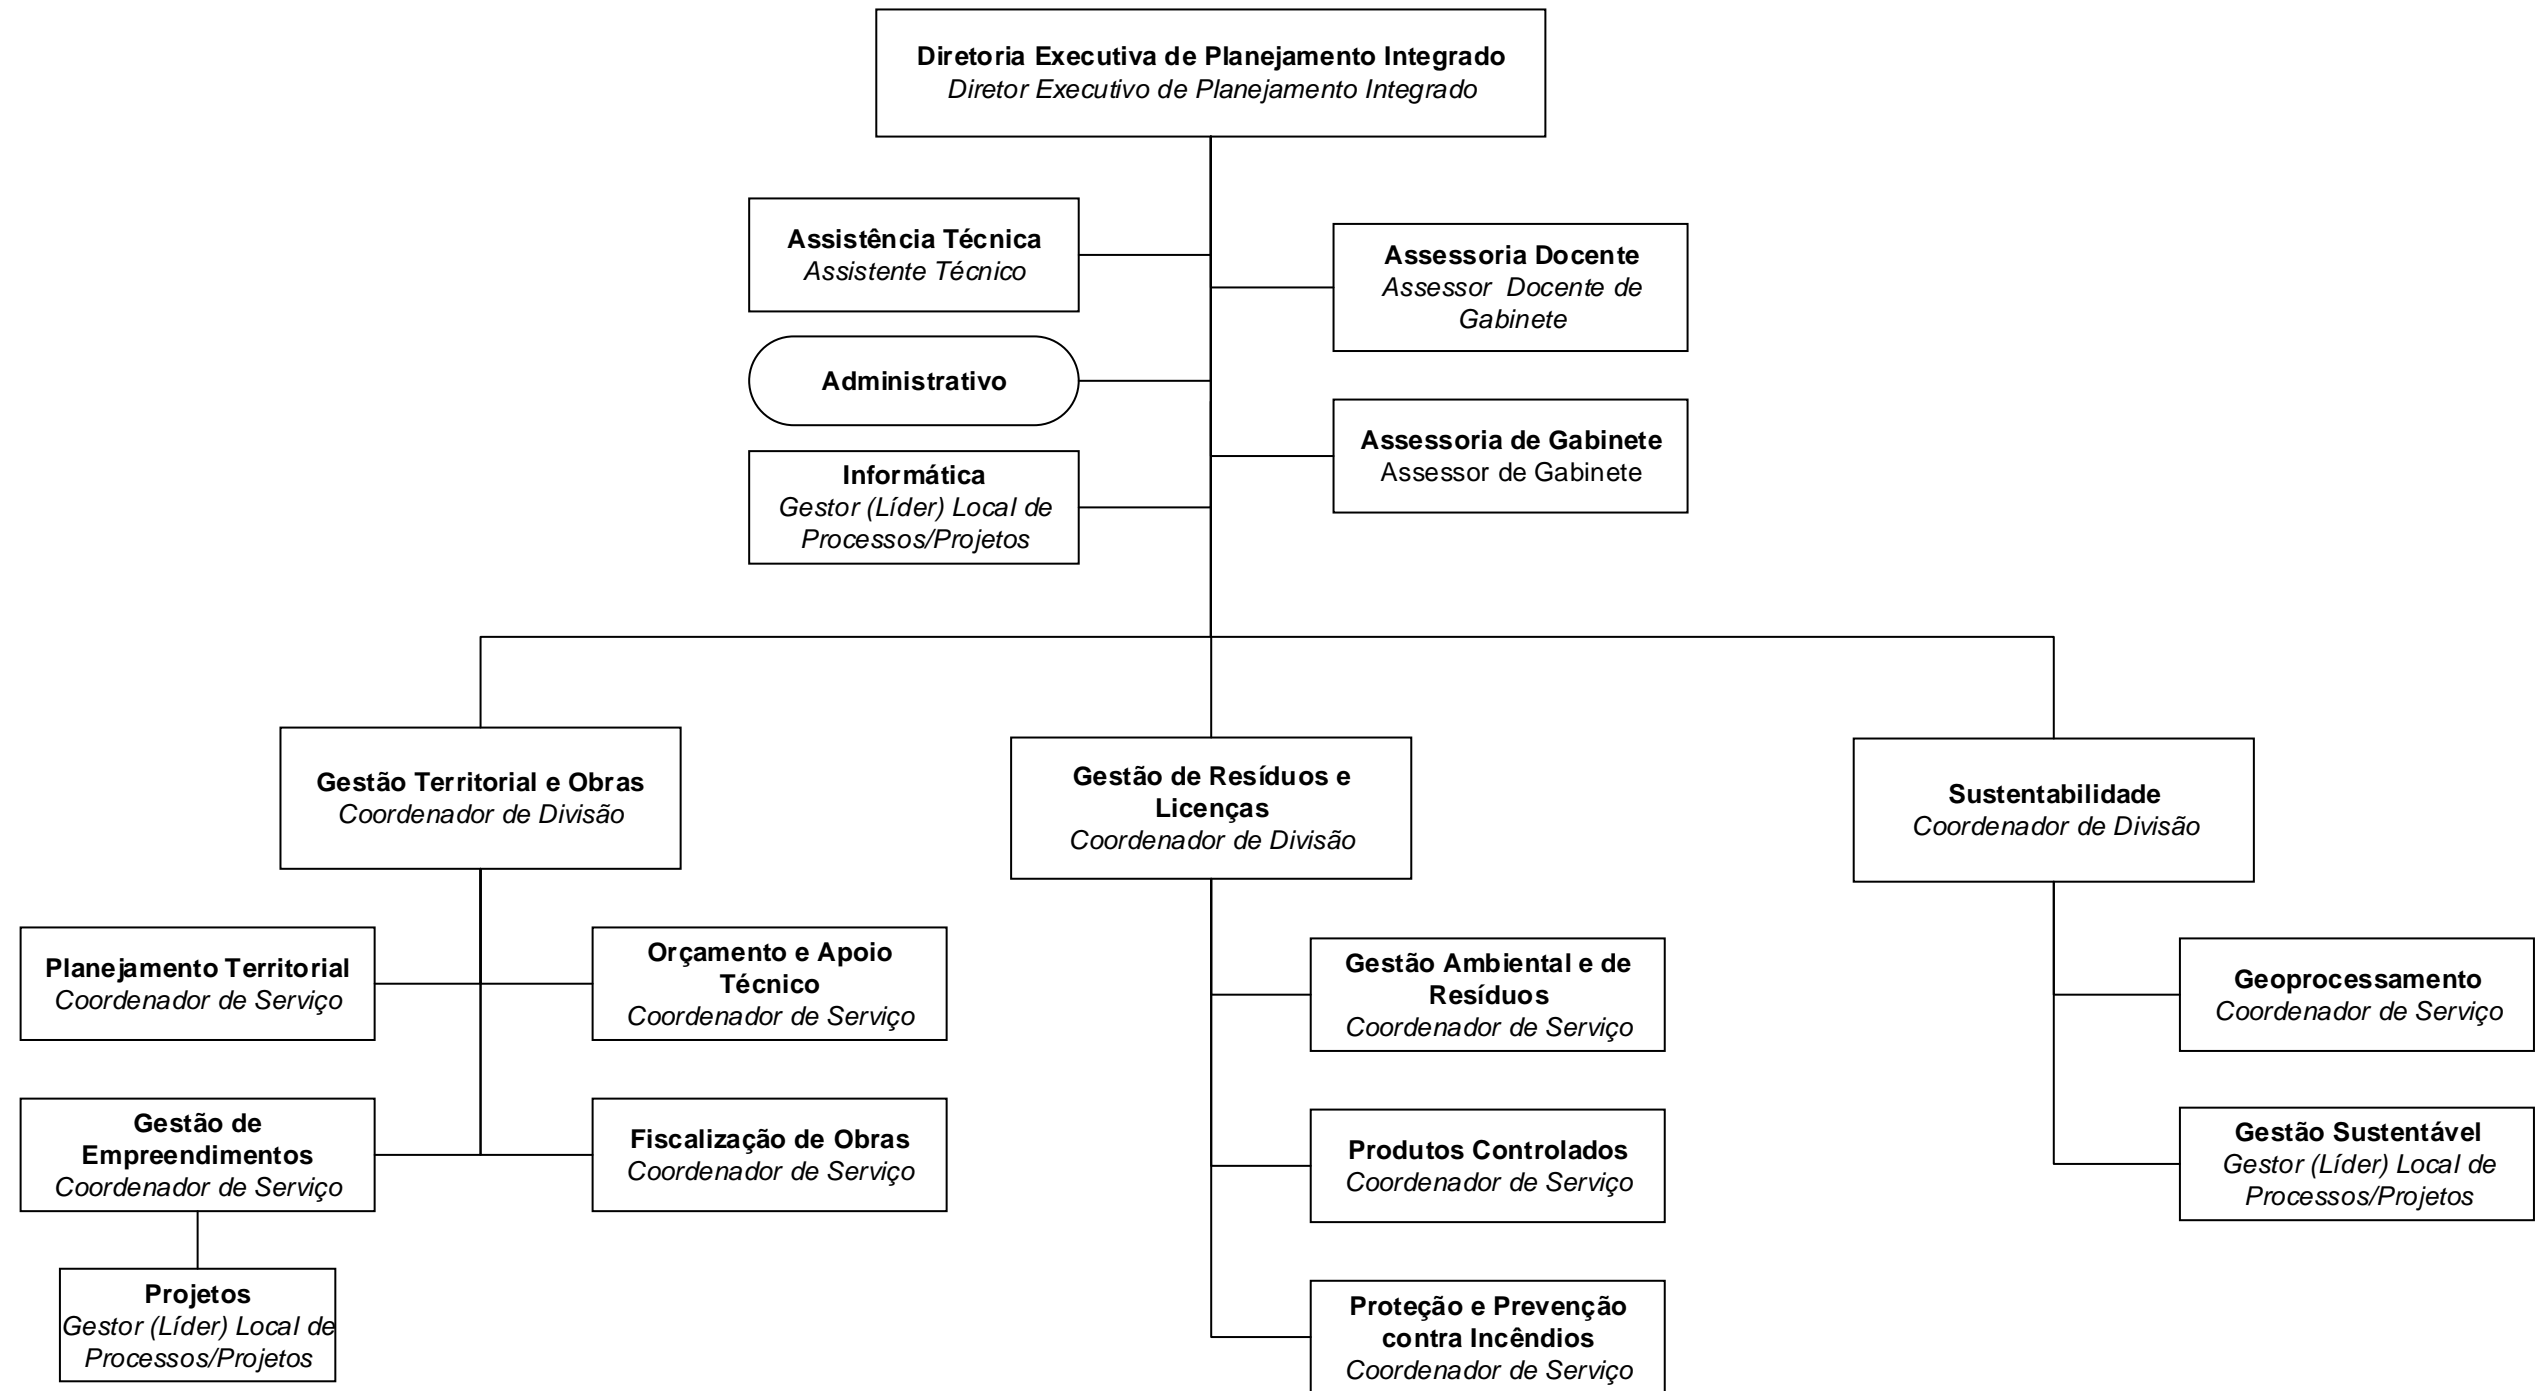 Diretoria Executiva de Planejamento Integrado
Diretor Executivo de Planejamento Integrado
Assistência Técnica
Assistente Técnico
Assessoria Docente
Assessor Docente de
Gabinete
Administrativo
Assessoria de Gabinete
Assessor de Gabinete
Informática
Gestor (Líder) Local de
Processos/Projetos
Gestão Territorial e Obras
Coordenador de Divisão
Gestão de Resíduos e
Licenças
Coordenador de Divisão
Sustentabilidade
Coordenador de Divisão
Planejamento Territorial
Coordenador de Serviço
Orçamento e Apoio
Técnico
Coordenador de Serviço
Gestão Ambiental e de
Resíduos
Coordenador de Serviço
Geoprocessamento
Coordenador de Serviço
Gestão de
Empreendimentos
Coordenador de Serviço
Fiscalização de Obras
Coordenador de Serviço
Produtos Controlados
Coordenador de Serviço
Gestão Sustentável
Gestor (Líder) Local de
Processos/Projetos
Projetos
Gestor (Líder) Local de
Processos/Projetos
Proteção e Prevenção
contra Incêndios
Coordenador de Serviço